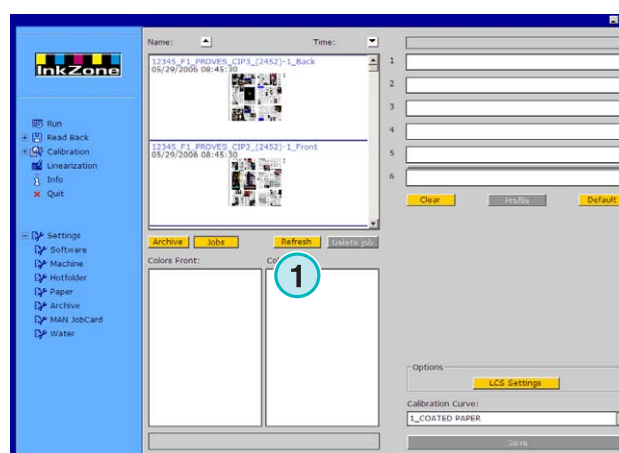 InkZone
Run
Read Back
Calibration
Linearization
Info
Quit
Settings
Software
Machine
Hotfolder
Paper
Archive
MAN JobCard
Water
Name: Time:
12345_F1_PROVES_CIP3_(2452)-1_Back
05/29/2006 08:45:30
12345_F1_PROVES_CIP3_(2452)-1_Front
05/29/2006 08:45:30
Archive Jobs Refresh Delete job
Colors Front: Co
1
1
2
3
4
5
6
Clear Profile Default
Options
LCS Settings
Calibration Curve:
1_COATED PAPER
Save